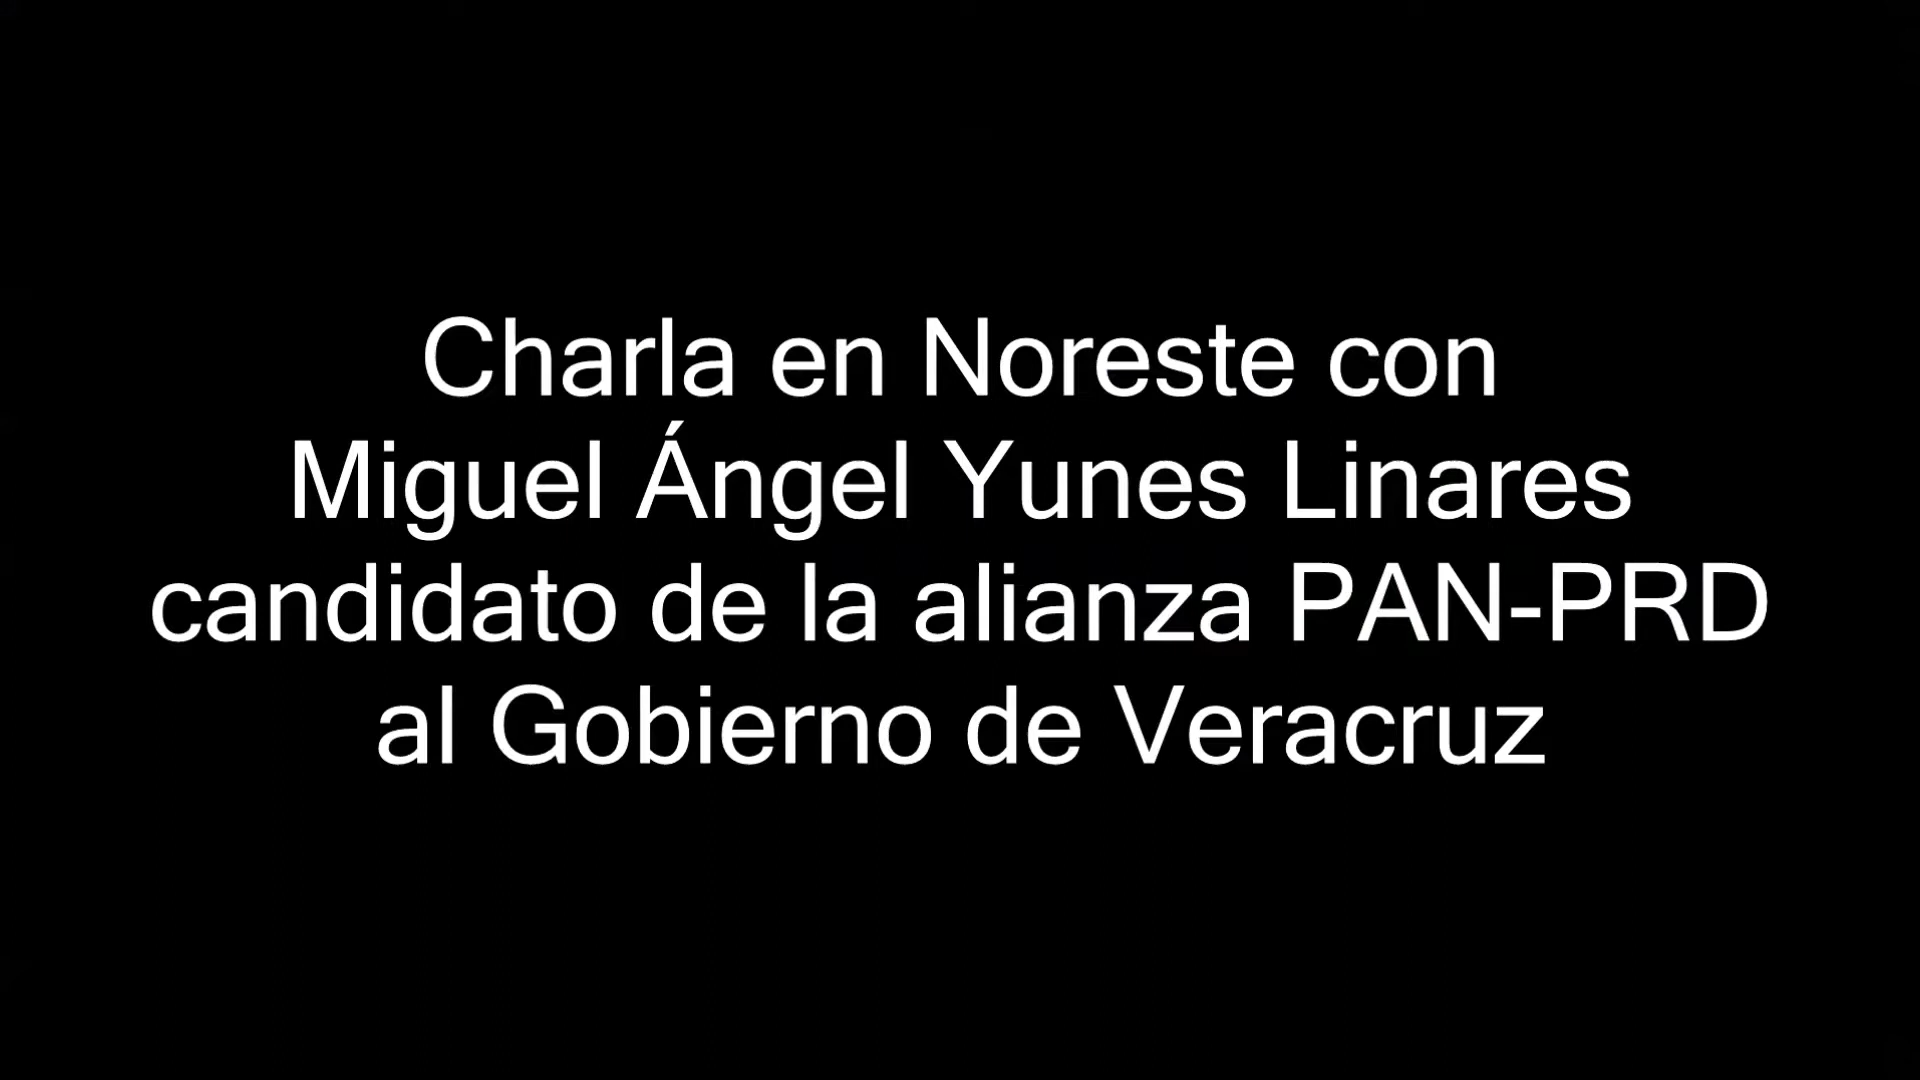 Charla en Noreste con
Miguel Ángel Yunes Linares
candidato de la alianza PAN-PRD
al Gobierno de Veracruz